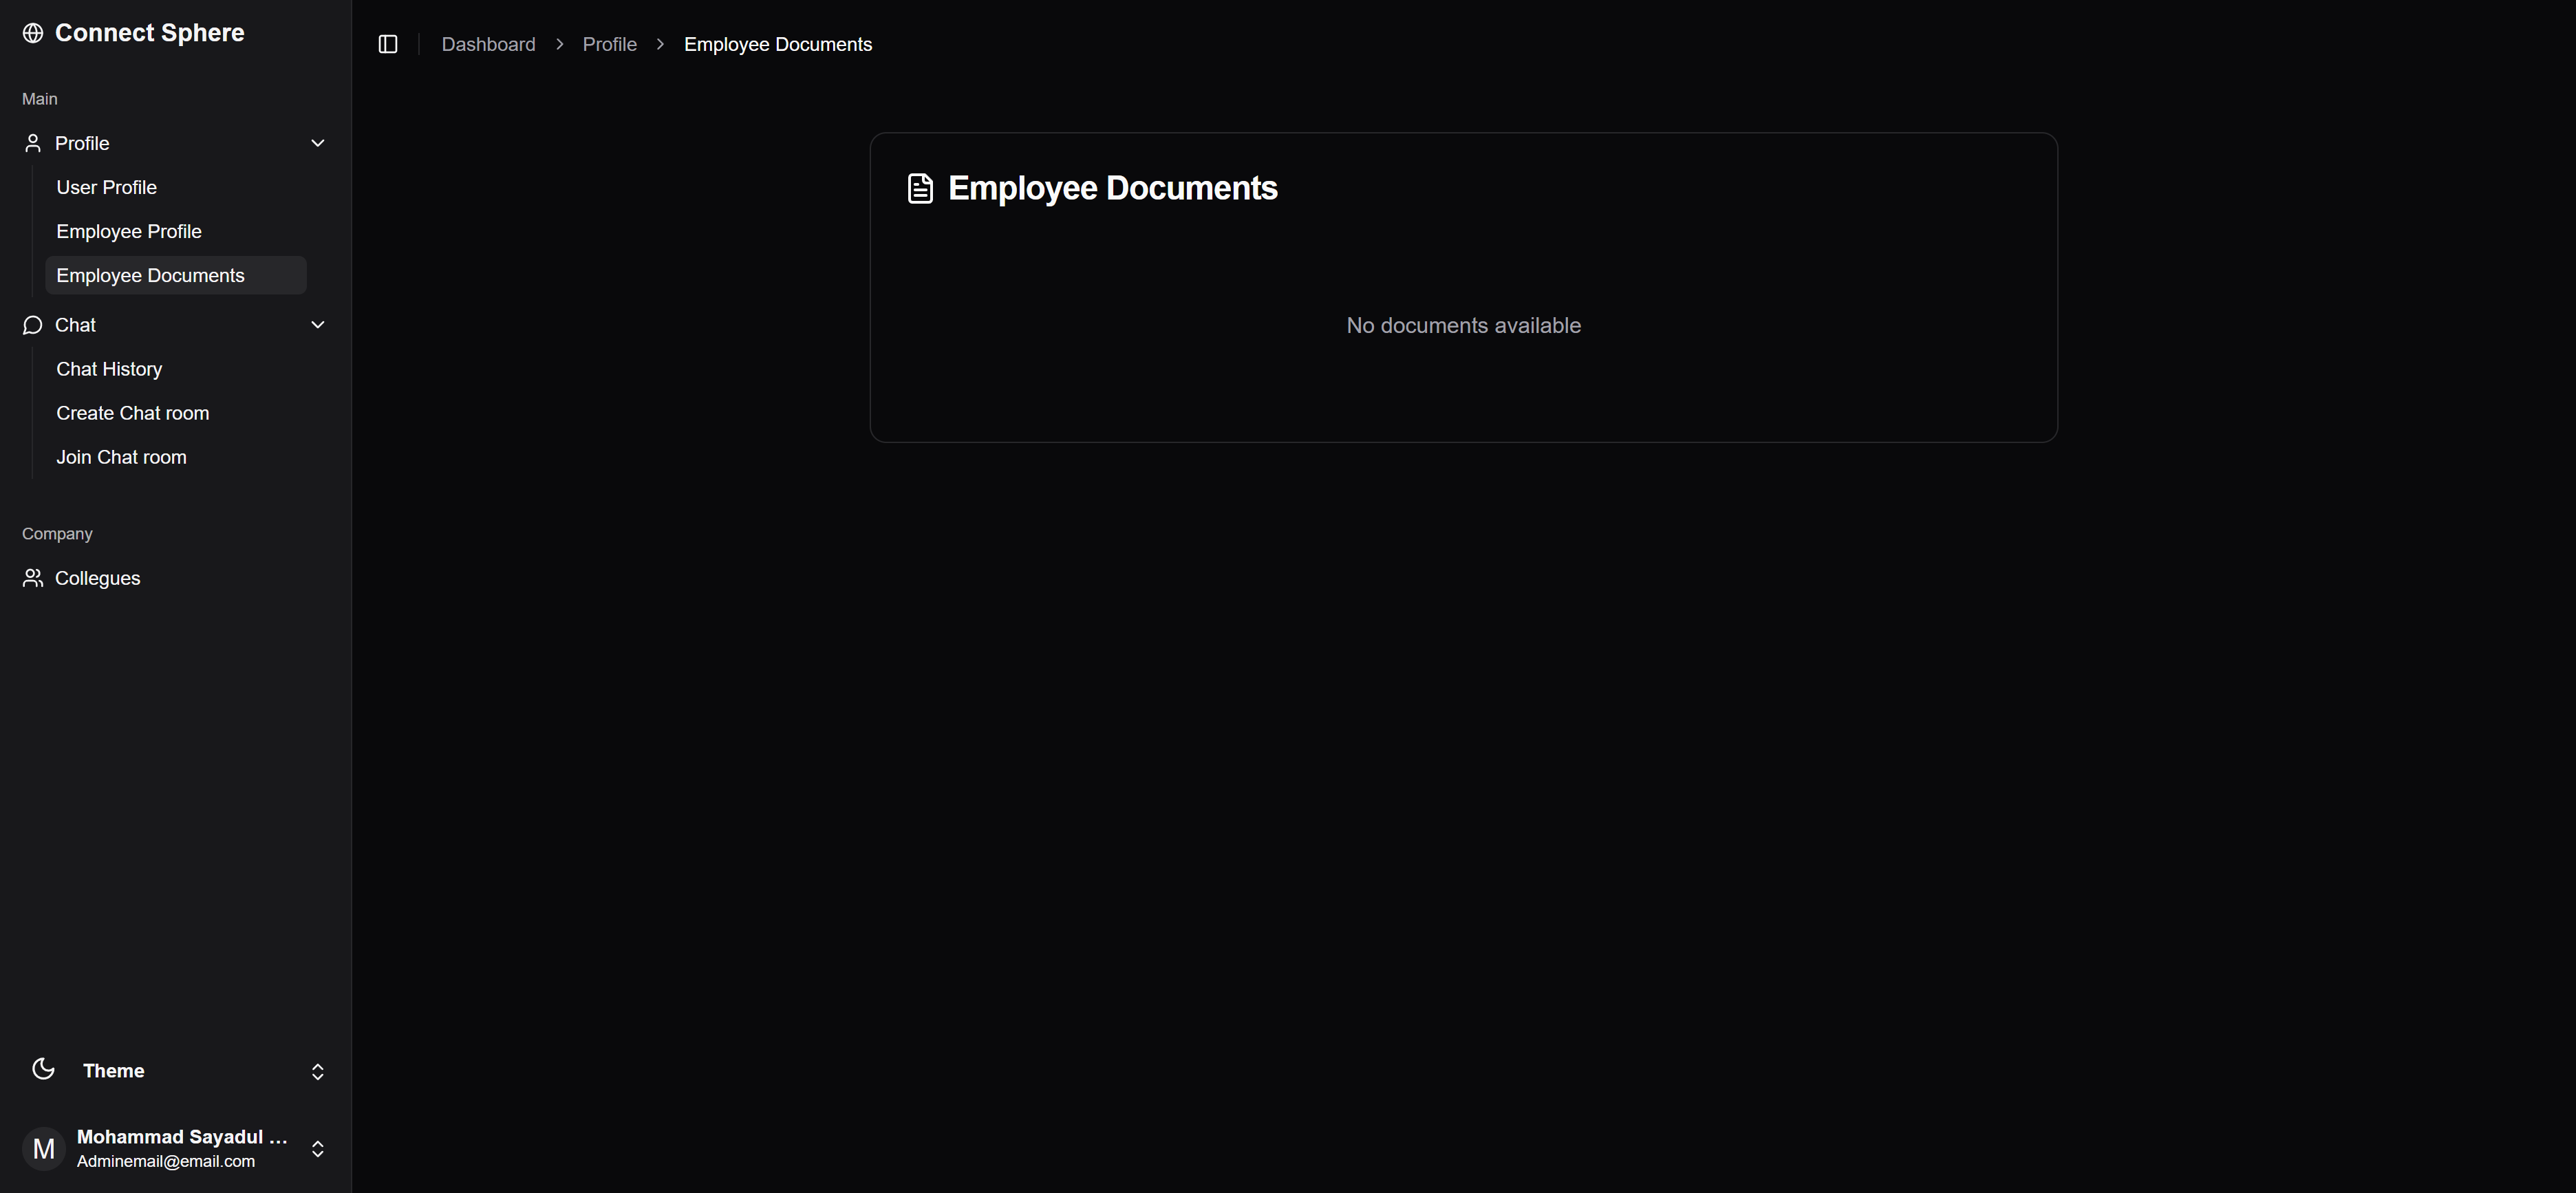 Connect Sphere
Main
Profile
User Profile
Employee Profile
Employee Documents
Chat
Chat History
Create Chat room
Join Chat room
Company
Collegues
Theme
M
Mohammad Sayadul ...
Adminemail@email.com
Dashboard > Profile > Employee Documents
Employee Documents
No documents available